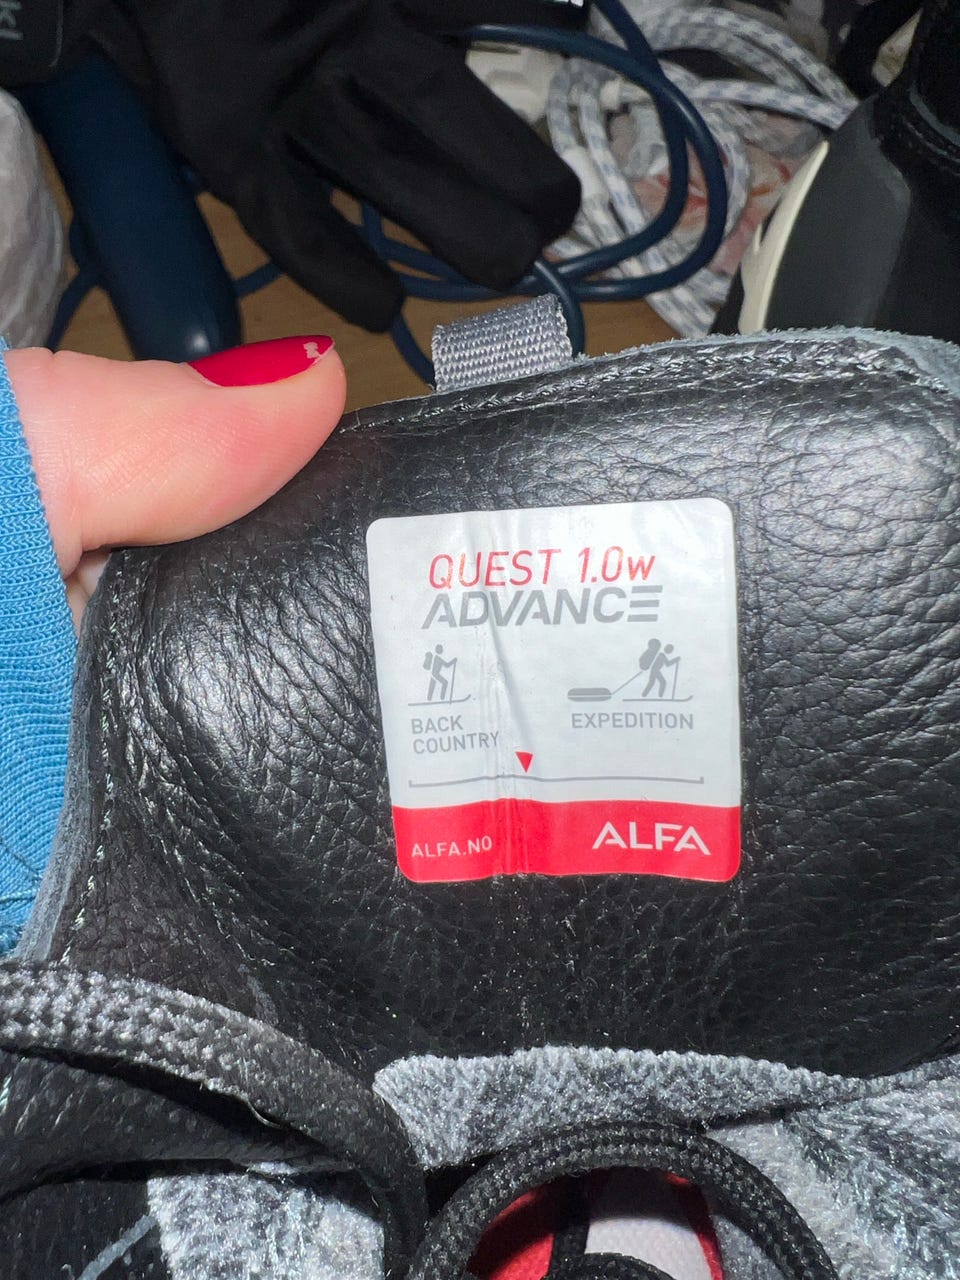 QUEST 1.0w
ADVANCE
BACK COUNTRY
EXPEDITION
ALFA.NO
ALFA